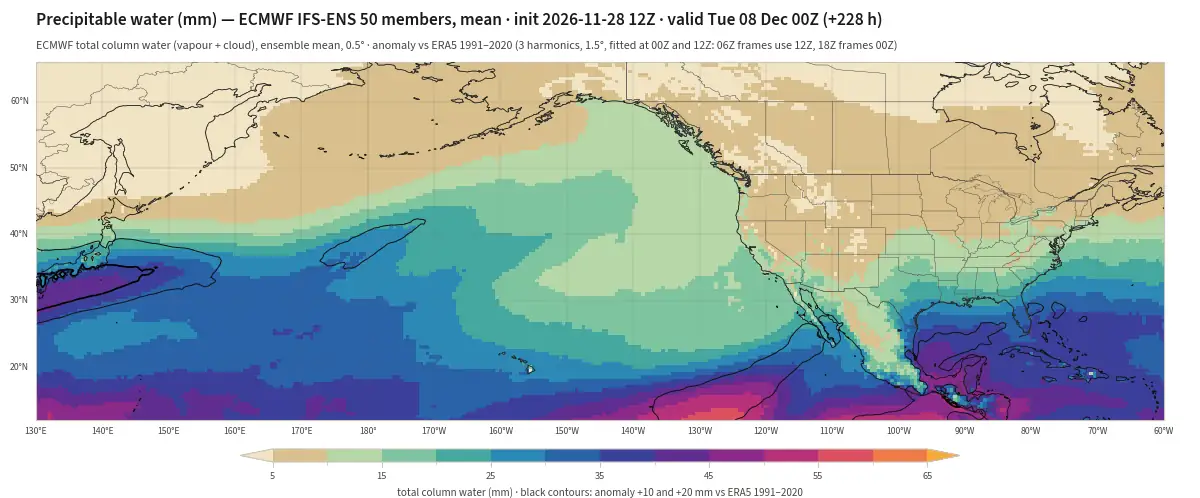 Precipitable water (mm) — ECMWF IFS-ENS 50 members, mean · init 2026-11-28 12Z · valid Tue 08 Dec 00Z (+228 h)
ECMWF total column water (vapour + cloud), ensemble mean, 0.5° · anomaly vs ERA5 1991–2020 (3 harmonics, 1.5°, fitted at 00Z and 12Z: 06Z frames use 12Z, 18Z frames 00Z)
60°N
50°N
40°N
30°N
20°N
130°E 140°E 150°E 160°E 170°E 180° 170°W 160°W 150°W 140°W 130°W 120°W 110°W 100°W 90°W 80°W 70°W 60°W
5 15 25 35 45 55 65
total column water (mm) · black contours: anomaly +10 and +20 mm vs ERA5 1991–2020